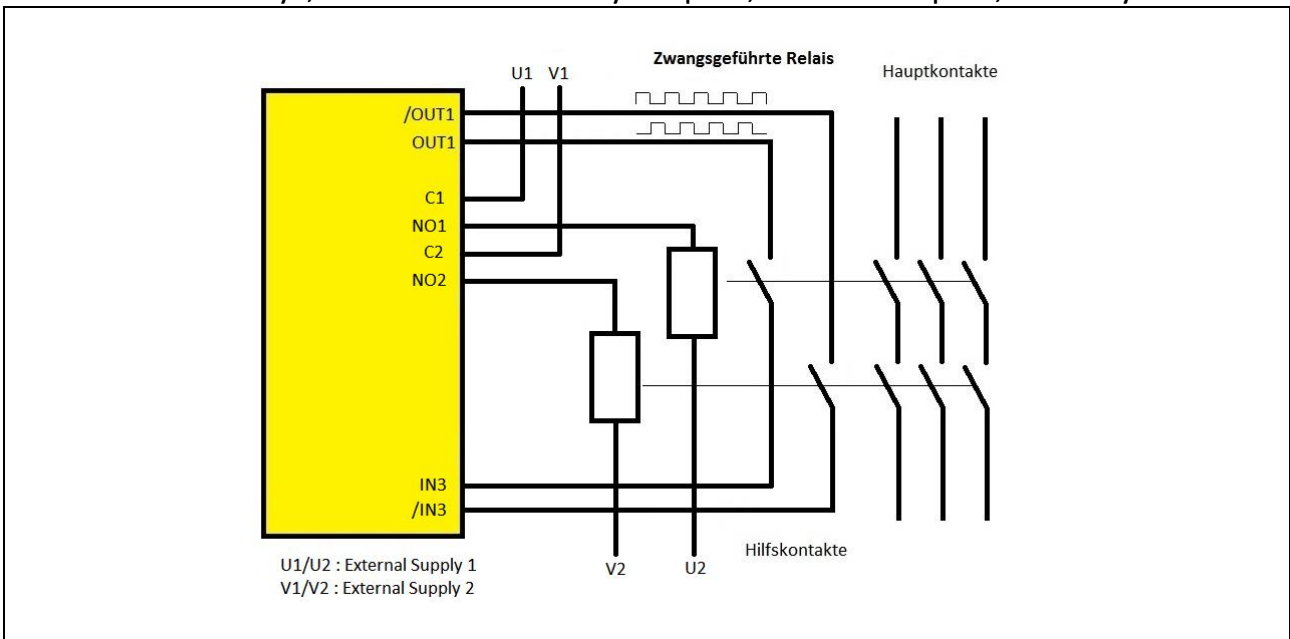 Zwangsgeführte Relais
Hauptkontakte
U1 V1
/OUT1
OUT1
C1
NO1
C2
NO2
IN3
/IN3
Hilfskontakte
U1/U2 : External Supply 1
V1/V2 : External Supply 2
V2
U2